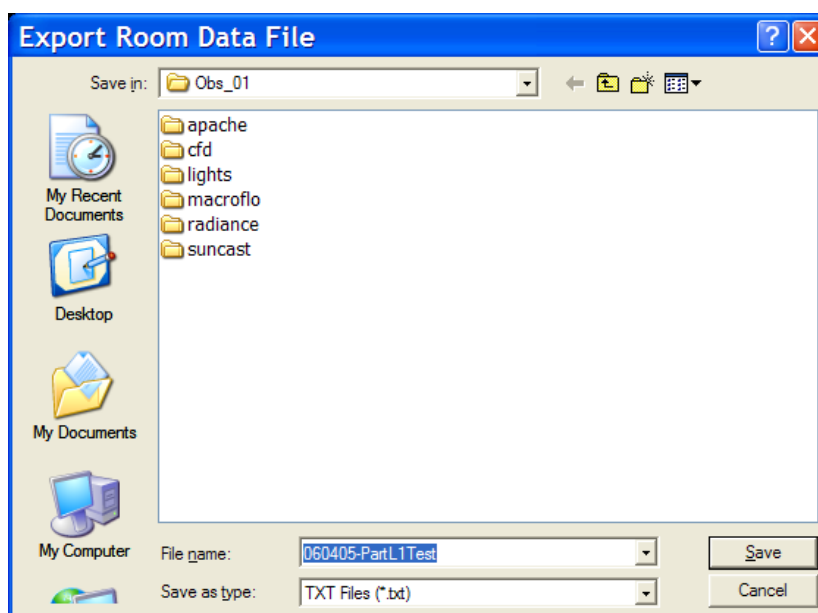 Export Room Data File
Save in: Obs_01
apache
cfd
lights
macroflo
radiance
suncast
My Recent
Documents
Desktop
My Documents
My Computer
File name: 060405-PartL1Test Save
Save as type: TXT Files (*.txt) Cancel